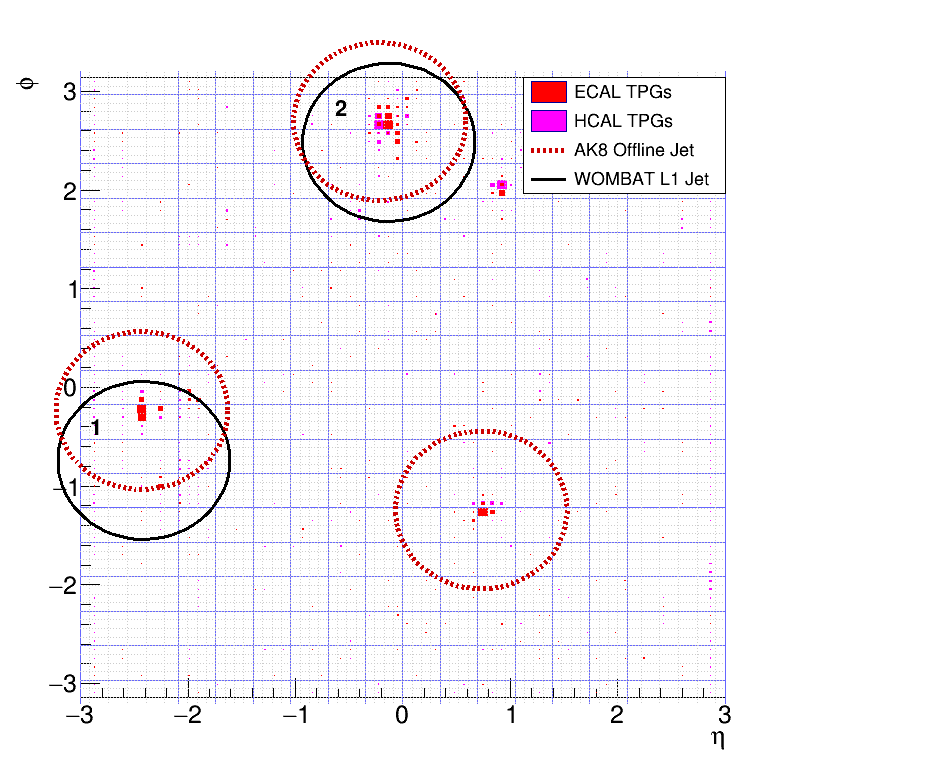 φ
3
2
1
0
−1
−2
−3
−3 −2 −1 0 1 2 3
η
2
1
ECAL TPGs
HCAL TPGs
AK8 Offline Jet
WOMBAT L1 Jet